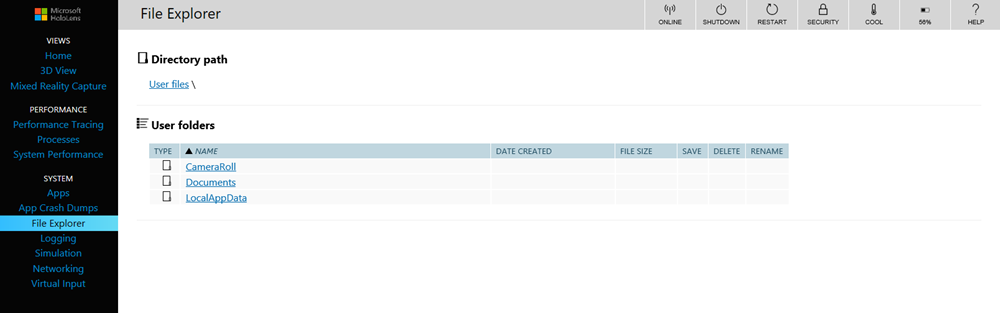 Microsoft
HoloLens
VIEWS
Home
3D View
Mixed Reality Capture
PERFORMANCE
Performance Tracing
Processes
System Performance
SYSTEM
Apps
App Crash Dumps
File Explorer
Logging
Simulation
Networking
Virtual Input
File Explorer
ONLINE SHUTDOWN RESTART SECURITY COOL 56% HELP
Directory path
User files \
User folders
TYPE NAME DATE CREATED FILE SIZE SAVE DELETE RENAME
CameraRoll
Documents
LocalAppData